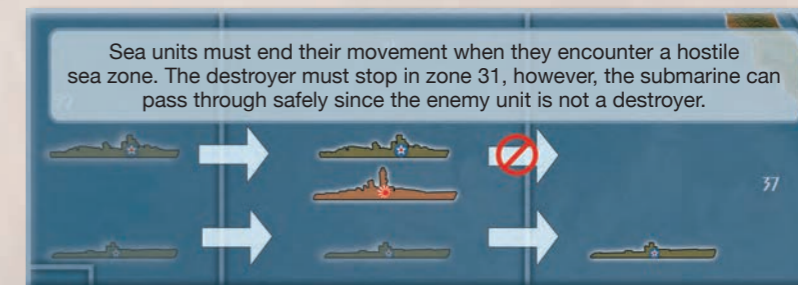 Sea units must end their movement when they encounter a hostile
sea zone. The destroyer must stop in zone 31, however, the submarine can
pass through safely since the enemy unit is not a destroyer.
37